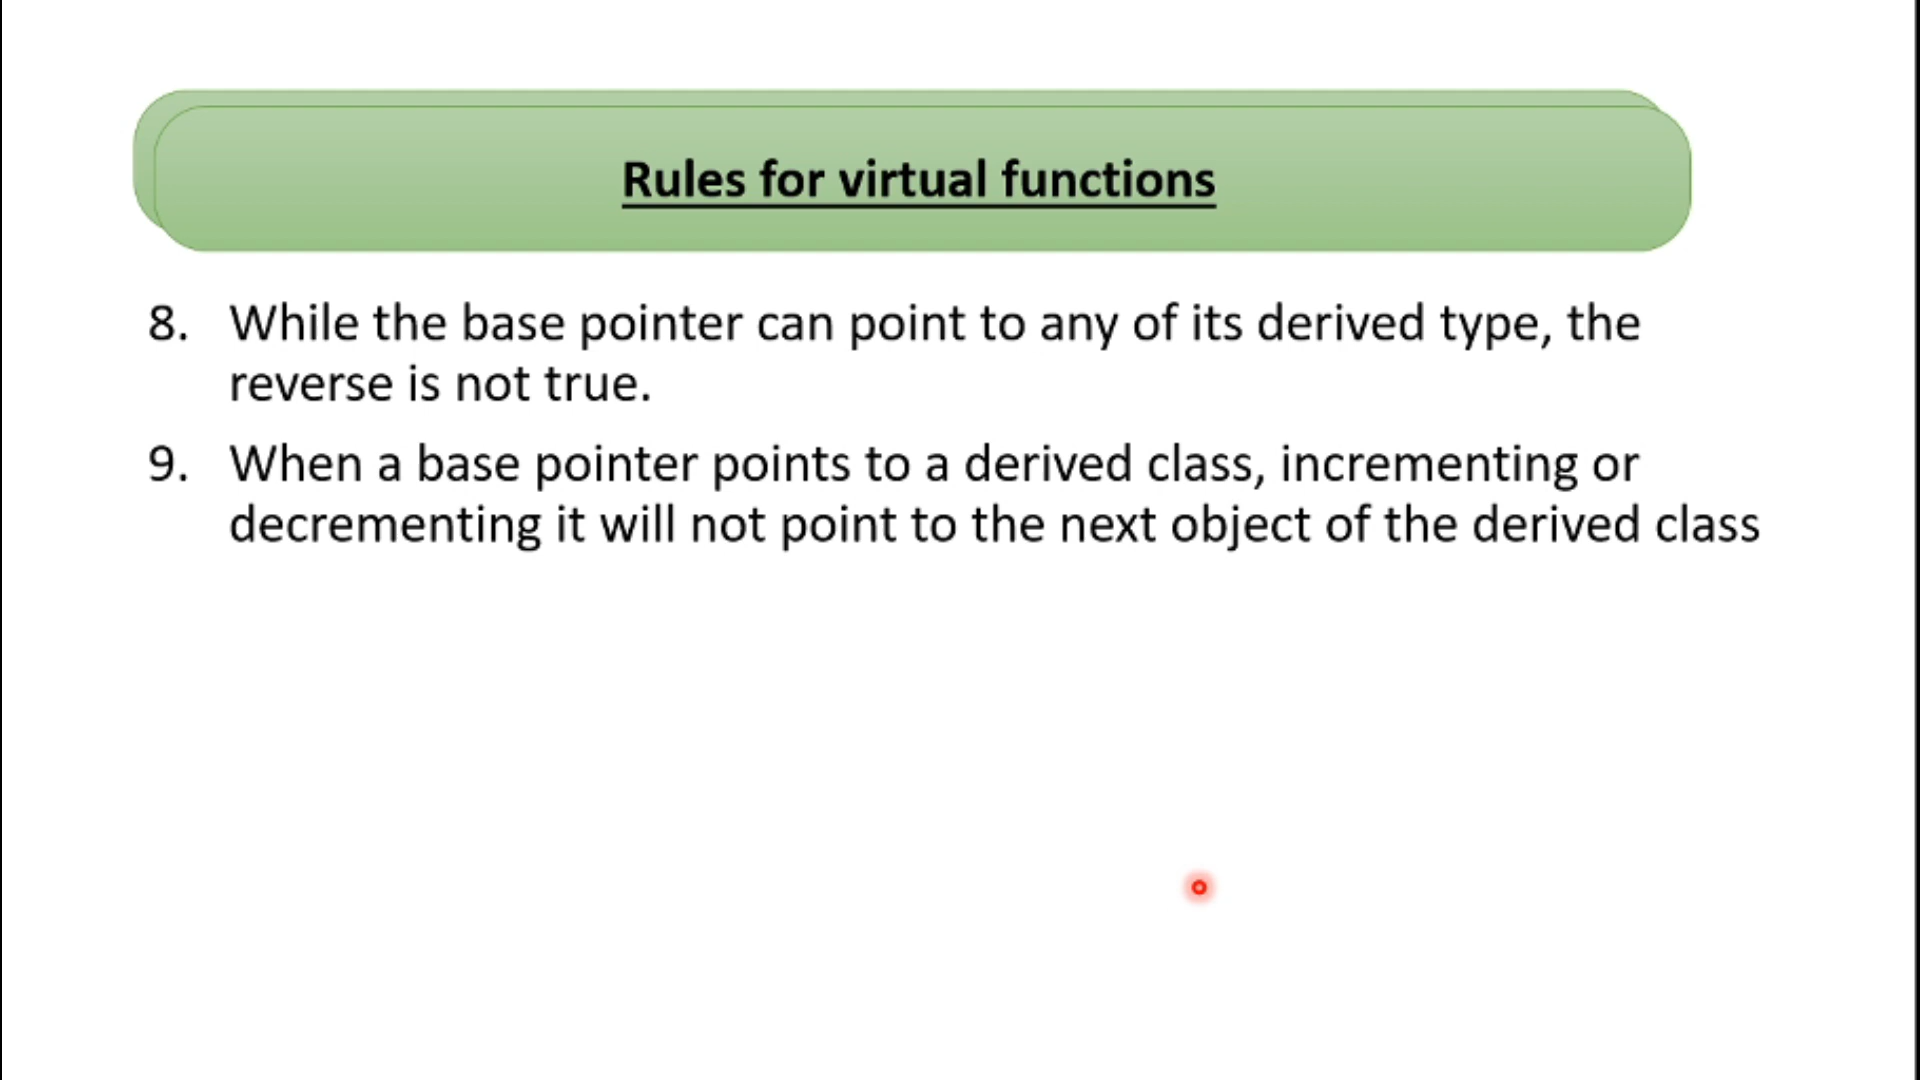 Rules for virtual functions
8. While the base pointer can point to any of its derived type, the
reverse is not true.
9. When a base pointer points to a derived class, incrementing or
decrementing it will not point to the next object of the derived class